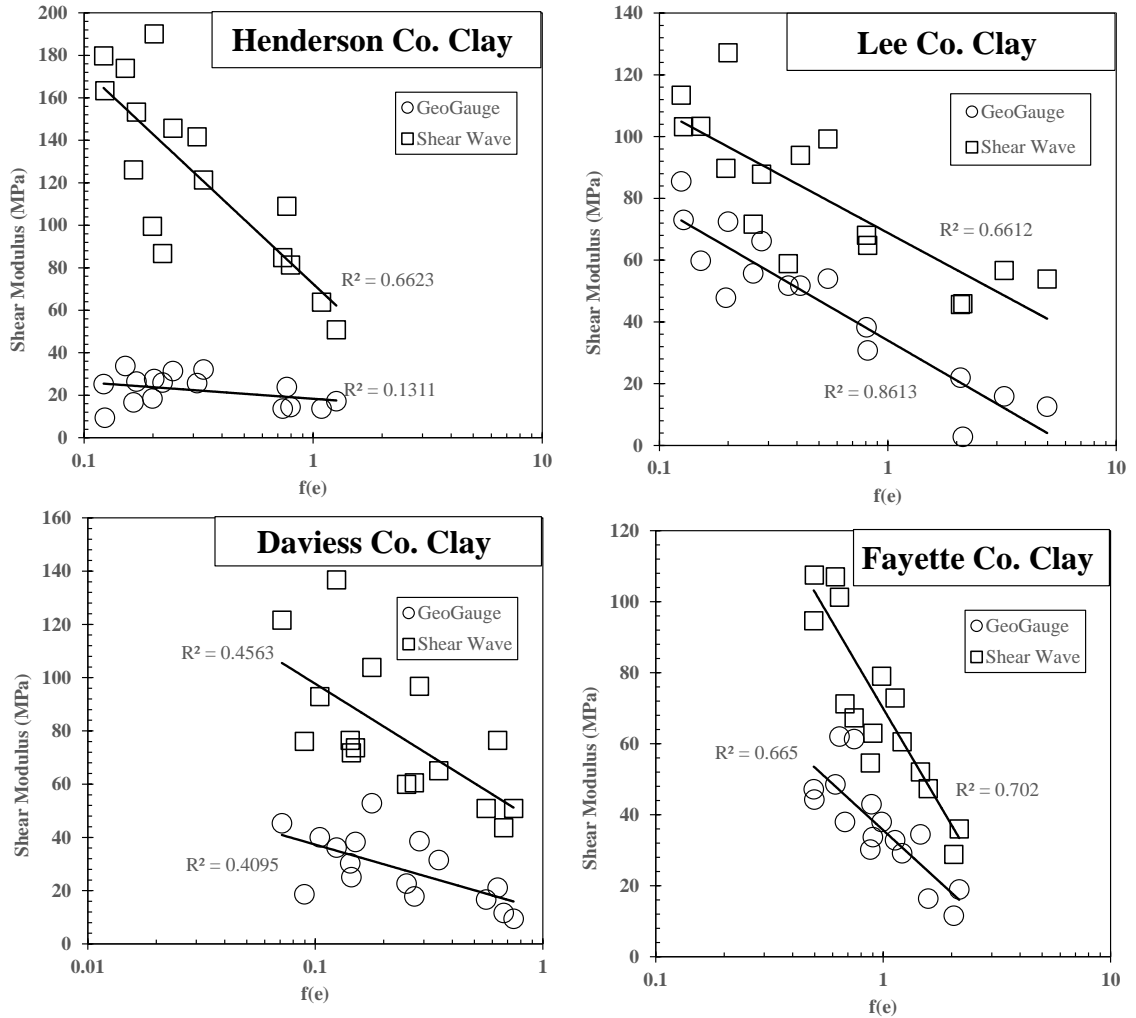 Henderson Co. Clay
200
180
160
140
120
100
80
60
40
20
0
Shear Modulus (MPa)
GeoGauge
Shear Wave
R² = 0.6623
R² = 0.1311
0.1
1
10
f(e)
Lee Co. Clay
140
120
100
80
60
40
20
0
Shear Modulus (MPa)
GeoGauge
Shear Wave
R² = 0.6612
R² = 0.8613
0.1
1
10
f(e)
Daviess Co. Clay
160
140
120
100
80
60
40
20
0
Shear Modulus (MPa)
GeoGauge
Shear Wave
R² = 0.4563
R² = 0.4095
0.01
0.1
1
f(e)
Fayette Co. Clay
120
100
80
60
40
20
0
Shear Modulus (MPa)
GeoGauge
Shear Wave
R² = 0.665
R² = 0.702
0.1
1
10
f(e)